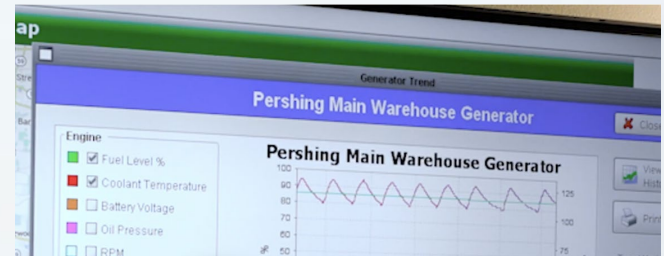 ap
Generator Trend
Pershing Main Warehouse Generator
Close
Engine
Fuel Level %
Coolant Temperature
Battery Voltage
Oil Pressure
RPM
Pershing Main Warehouse Generator
100
90
80
70
60
50
%
125
100
75
View
Hist
Print